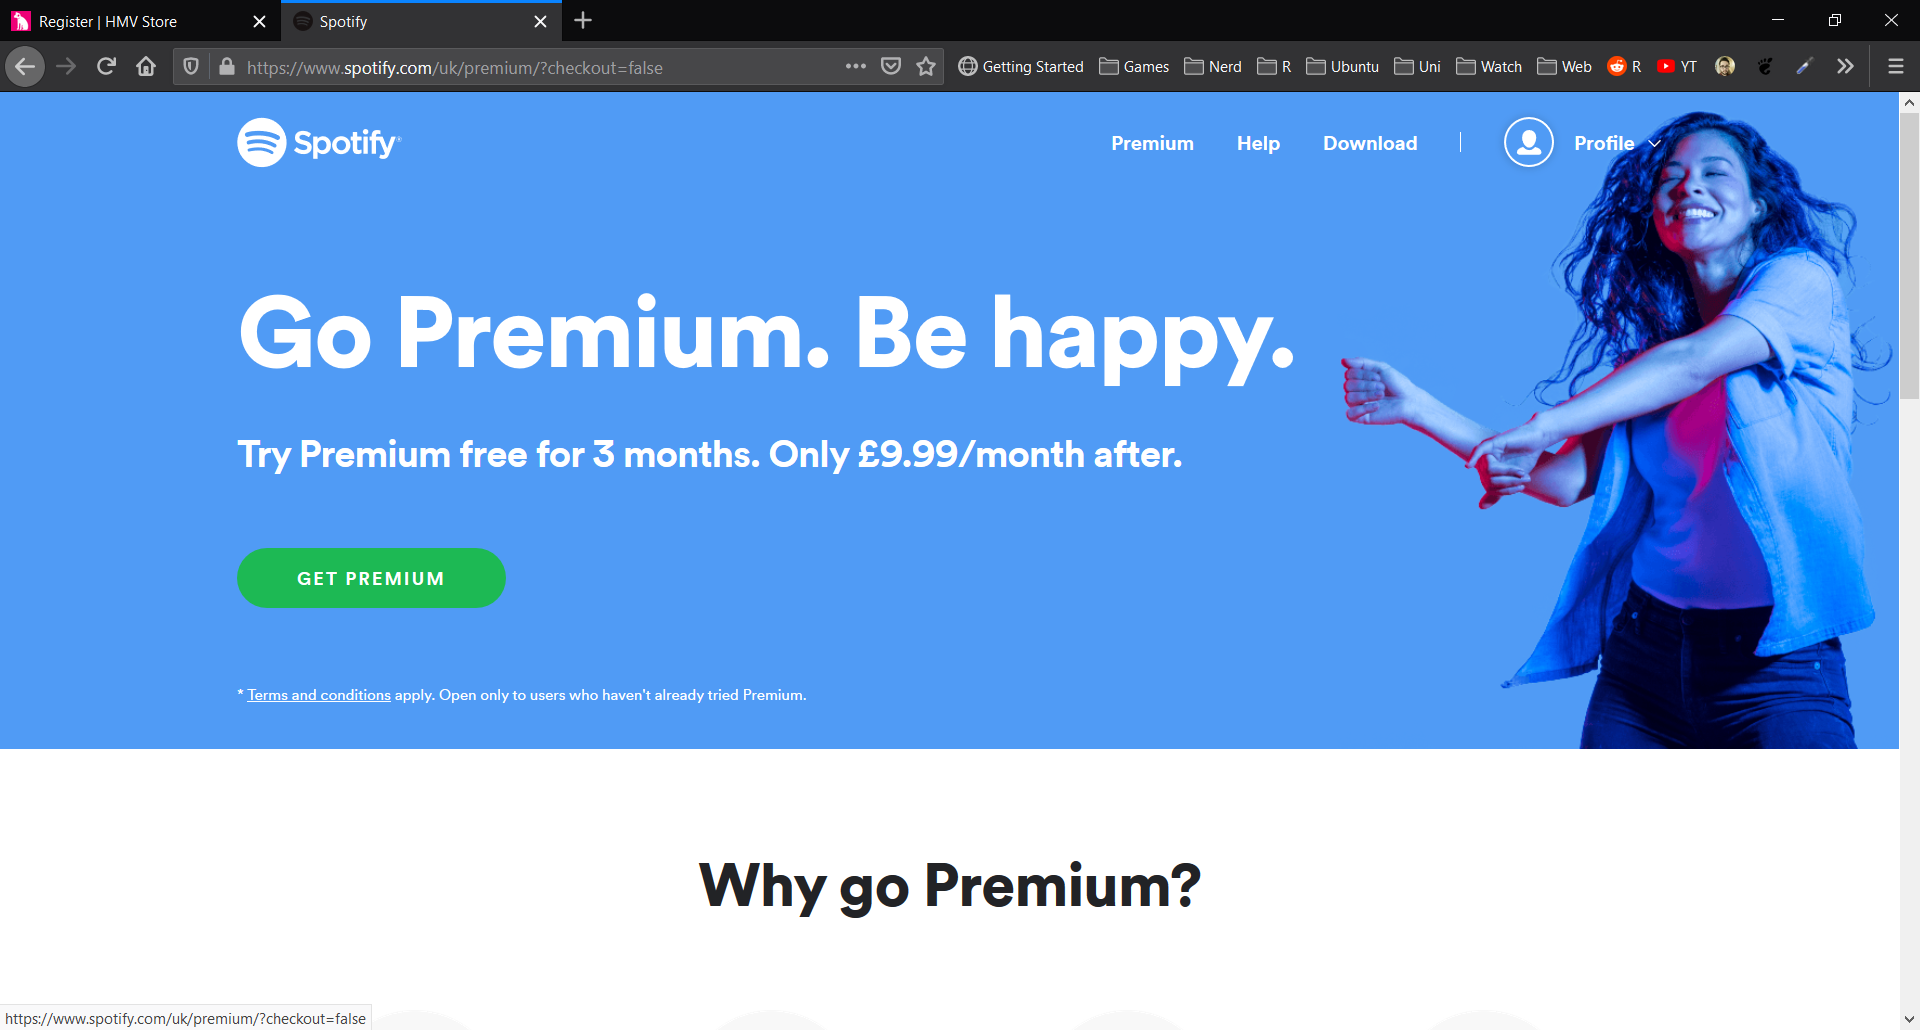 Register | HMV Store
Spotify
https://www.spotify.com/uk/premium/?checkout=false
Getting Started
Games
Nerd
R
Ubuntu
Uni
Watch
Web
R
YT
Spotify
Premium
Help
Download
Profile
Go Premium. Be happy.
Try Premium free for 3 months. Only £9.99/month after.
GET PREMIUM
* Terms and conditions apply. Open only to users who haven't already tried Premium.
Why go Premium?
https://www.spotify.com/uk/premium/?checkout=false